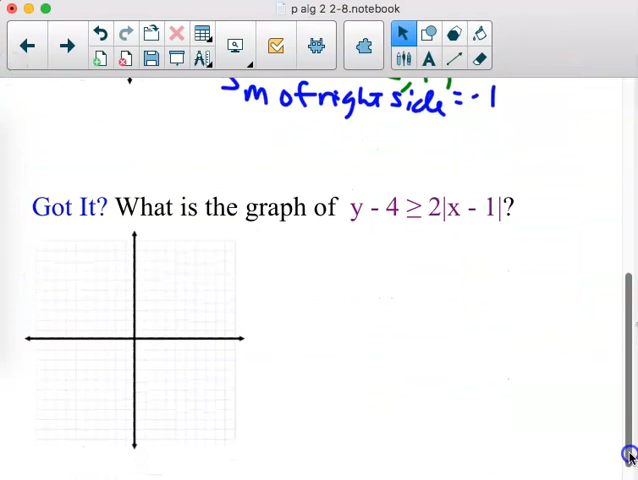 p alg 2 2-8.notebook
m of right side = -1
Got It? What is the graph of y - 4 ≥ 2|x - 1|?